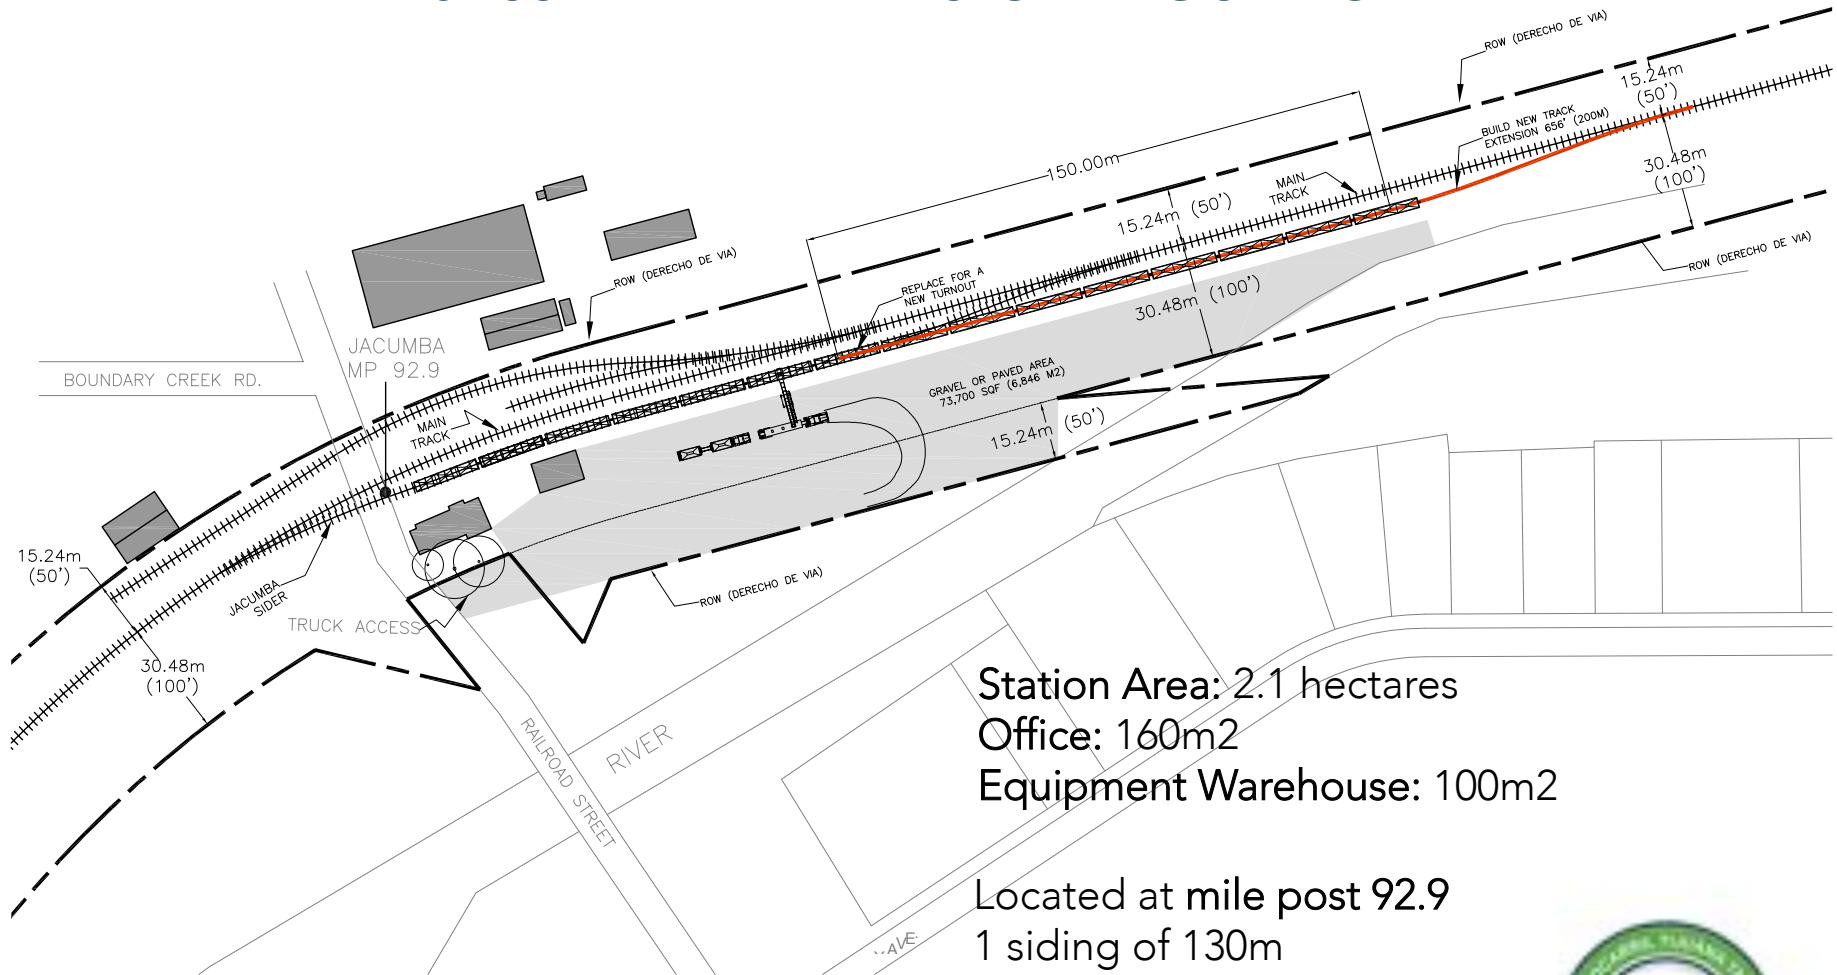 ROW (DERECHO DE VIA)
15.24m
(50')
BUILD NEW TRACK
EXTENSION 656' (200M)
150.00m
MAIN
TRACK
30.48m
(100')
15.24m (50')
ROW (DERECHO DE VIA)
ROW (DERECHO DE VIA)
REPLACE FOR A
NEW TURNOUT
30.48m (100')
JACUMBA
MP 92.9
BOUNDARY CREEK RD.
GRAVEL OR PAVED AREA
73,700 SQF (6,846 M2)
MAIN
TRACK
15.24m (50')
15.24m
(50')
JACUMBA
SIDER
ROW (DERECHO DE VIA)
TRUCK ACCESS
30.48m
(100')
RAILROAD STREET
RIVER
Station Area: 2.1 hectares
Office: 160m2
Equipment Warehouse: 100m2
Located at mile post 92.9
1 siding of 130m
AVE.
TIJUANA